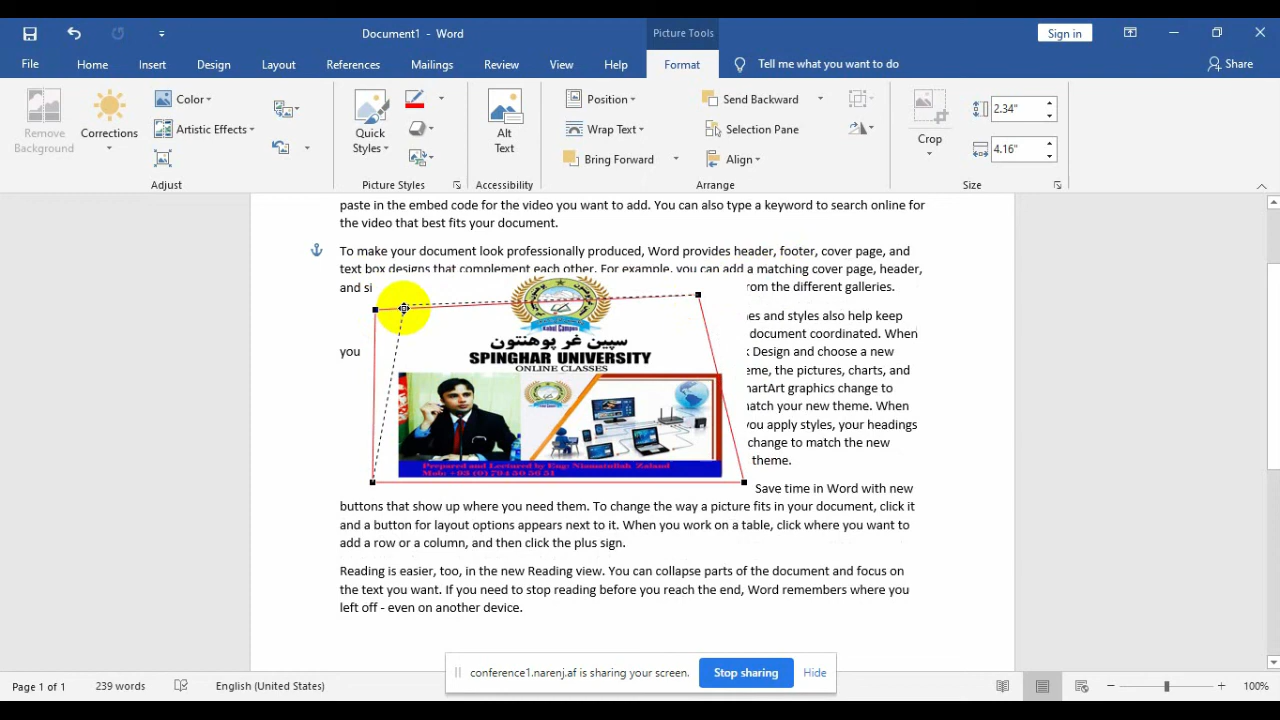 Document1 - Word
Picture Tools
Sign in
File
Home
Insert
Design
Layout
References
Mailings
Review
View
Help
Format
Tell me what you want to do
Share
Remove Background
Corrections
Color
Artistic Effects
Adjust
Quick Styles
Picture Styles
Alt Text
Accessibility
Position
Wrap Text
Bring Forward
Send Backward
Selection Pane
Align
Arrange
Crop
2.34"
4.16"
Size
paste in the embed code for the video you want to add. You can also type a keyword to search online for
the video that best fits your document.
To make your document look professionally produced, Word provides header, footer, cover page, and
text box designs that complement each other. For example, you can add a matching cover page, header,
and si
rom the different galleries.
es and styles also help keep
document coordinated. When
you
Design and choose a new
eme, the pictures, charts, and
martArt graphics change to
match your new theme. When
you apply styles, your headings
change to match the new
theme.
Kabul Campus
سپین غر پوهنتون
SPINGHAR UNIVERSITY
ONLINE CLASSES
Prepared and Lectured by Eng: Niamatullah Zaland
Save time in Word with new
buttons that show up where you need them. To change the way a picture fits in your document, click it
and a button for layout options appears next to it. When you work on a table, click where you want to
add a row or a column, and then click the plus sign.
Reading is easier, too, in the new Reading view. You can collapse parts of the document and focus on
the text you want. If you need to stop reading before you reach the end, Word remembers where you
left off - even on another device.
conference1.narenj.af is sharing your screen.
Stop sharing
Hide
Page 1 of 1
239 words
English (United States)
100%